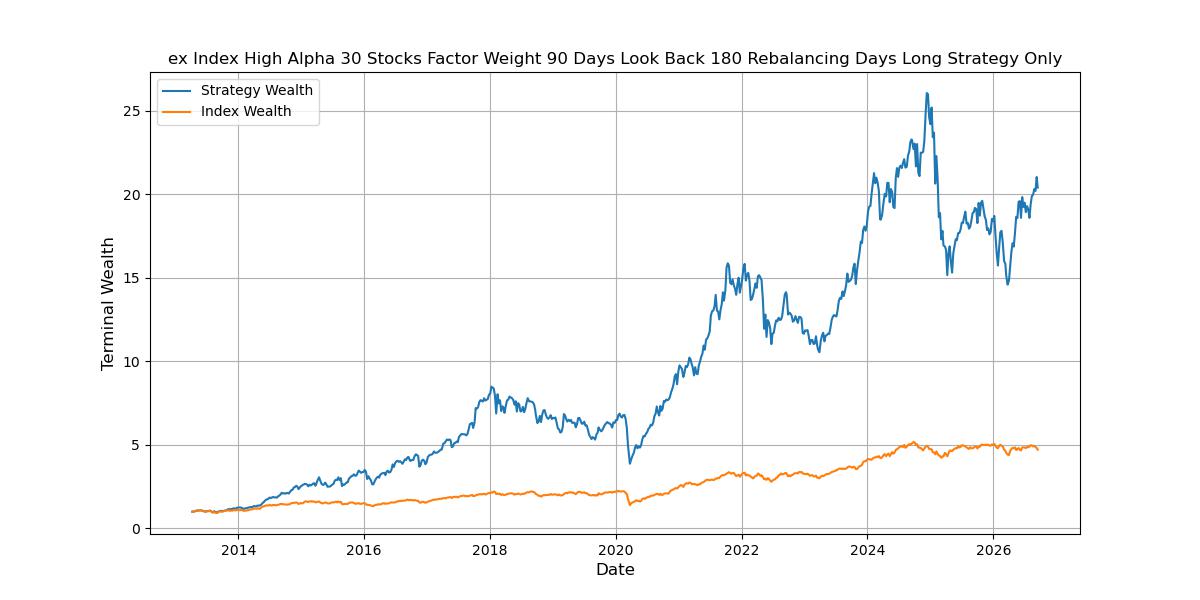 ex Index High Alpha 30 Stocks Factor Weight 90 Days Look Back 180 Rebalancing Days Long Strategy Only
Strategy Wealth
Index Wealth
Terminal Wealth
25
20
15
10
5
0
2014 2016 2018 2020 2022 2024 2026
Date